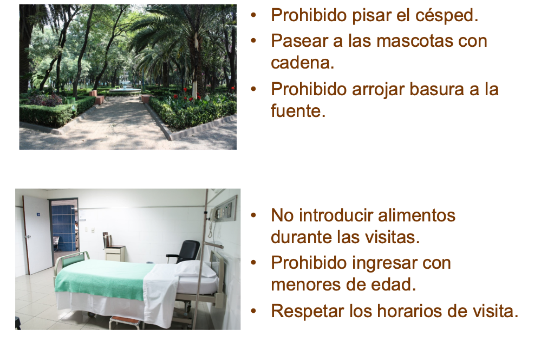 • Prohibido pisar el césped.
• Pasear a las mascotas con
cadena.
• Prohibido arrojar basura a la
fuente.
• No introducir alimentos
durante las visitas.
• Prohibido ingresar con
menores de edad.
• Respetar los horarios de visita.